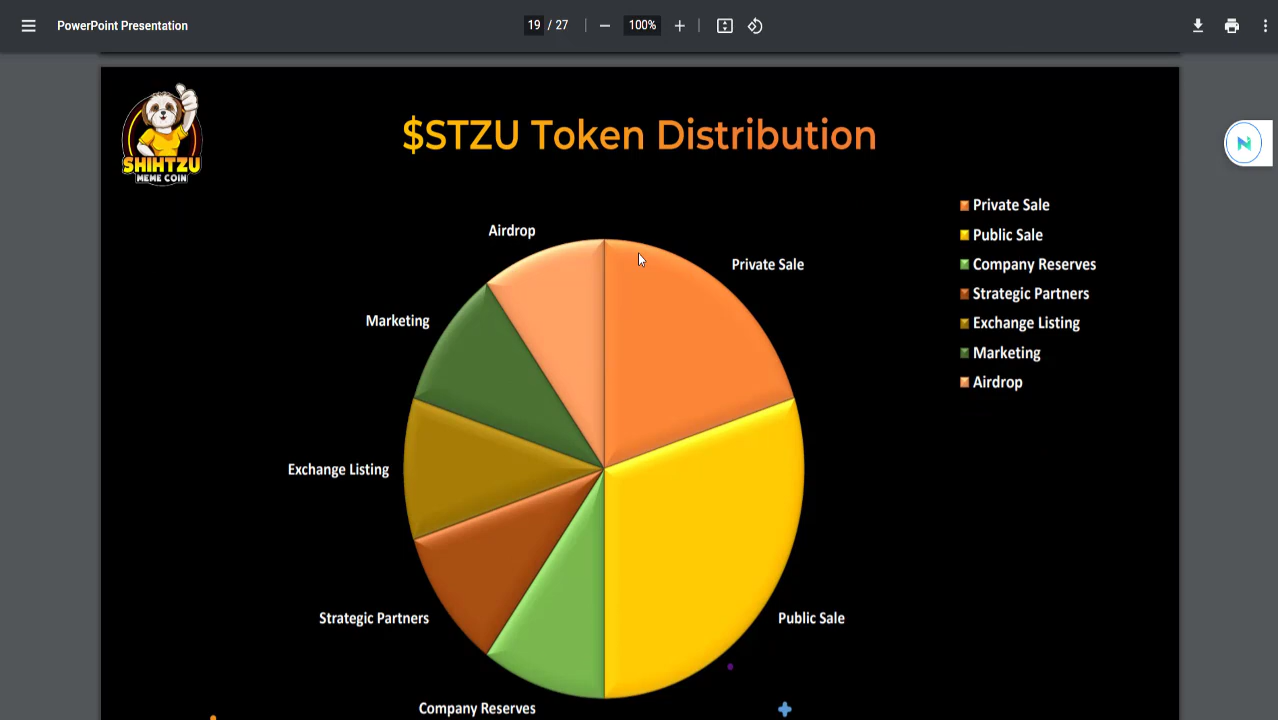 PowerPoint Presentation
19 / 27
100%
SHIHTZU
MEME COIN
$STZU Token Distribution
Private Sale
Public Sale
Company Reserves
Strategic Partners
Exchange Listing
Marketing
Airdrop
Airdrop
Private Sale
Marketing
Exchange Listing
Strategic Partners
Public Sale
Company Reserves